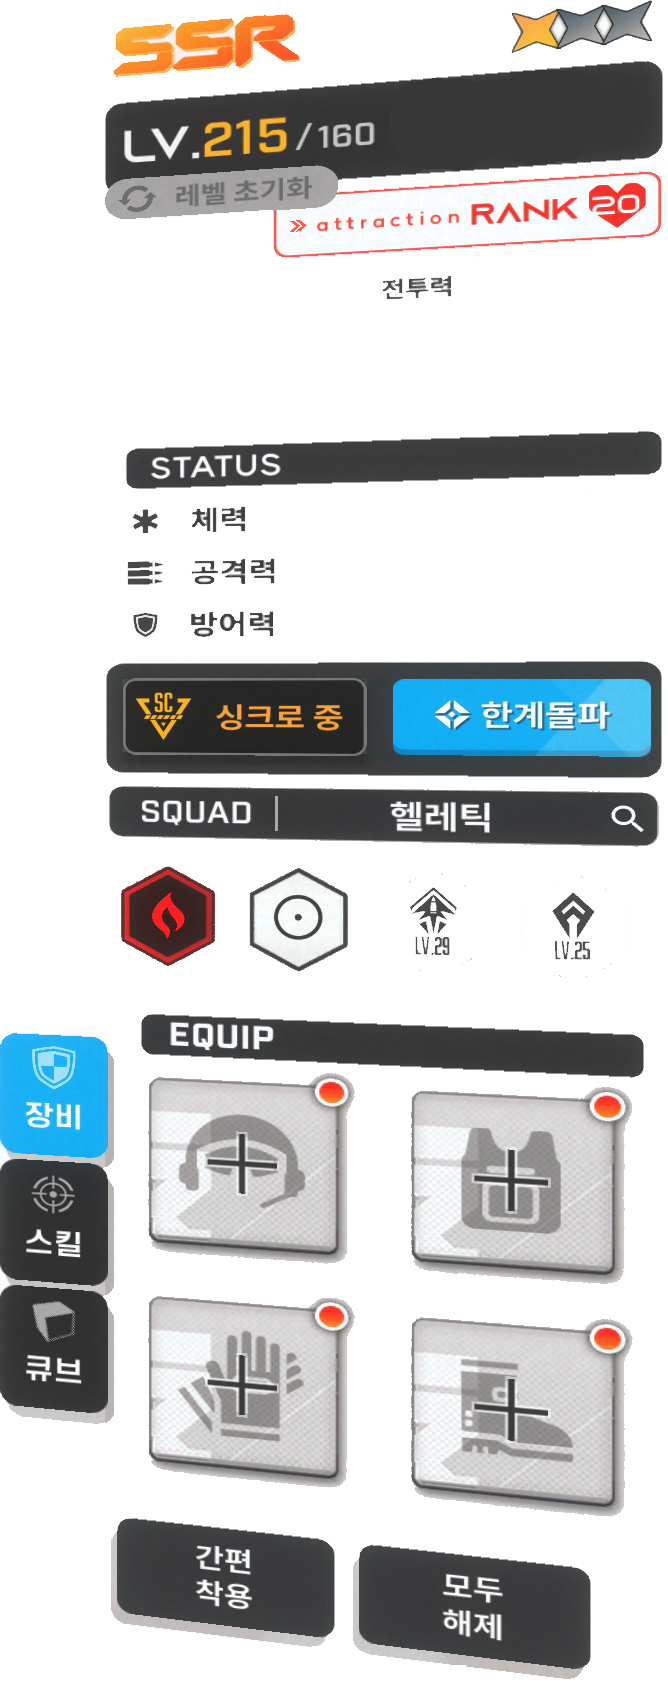 SSR
LV.215/160
레벨 초기화
» attraction RANK 20
전투력
STATUS
체력
공격력
방어력
SC
싱크로 중
한계돌파
SQUAD | 헬레틱
LV.29
LV.25
EQUIP
장비
스킬
큐브
간편
착용
모두
해제